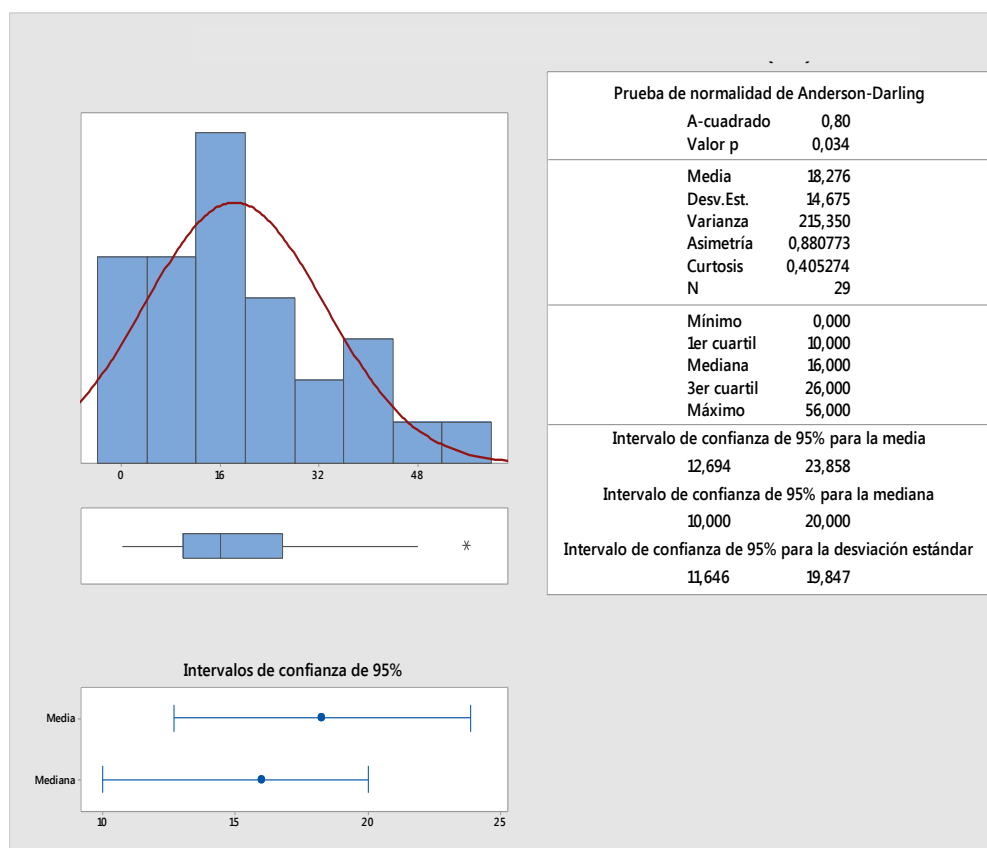 Prueba de normalidad de Anderson-Darling
A-cuadrado 0,80
Valor p 0,034
Media 18,276
Desv.Est. 14,675
Varianza 215,350
Asimetría 0,880773
Curtosis 0,405274
N 29
Mínimo 0,000
1er cuartil 10,000
Mediana 16,000
3er cuartil 26,000
Máximo 56,000
Intervalo de confianza de 95% para la media
12,694 23,858
Intervalo de confianza de 95% para la mediana
10,000 20,000
Intervalo de confianza de 95% para la desviación estándar
11,646 19,847
0 16 32 48
Intervalos de confianza de 95%
Media
Mediana
10 15 20 25